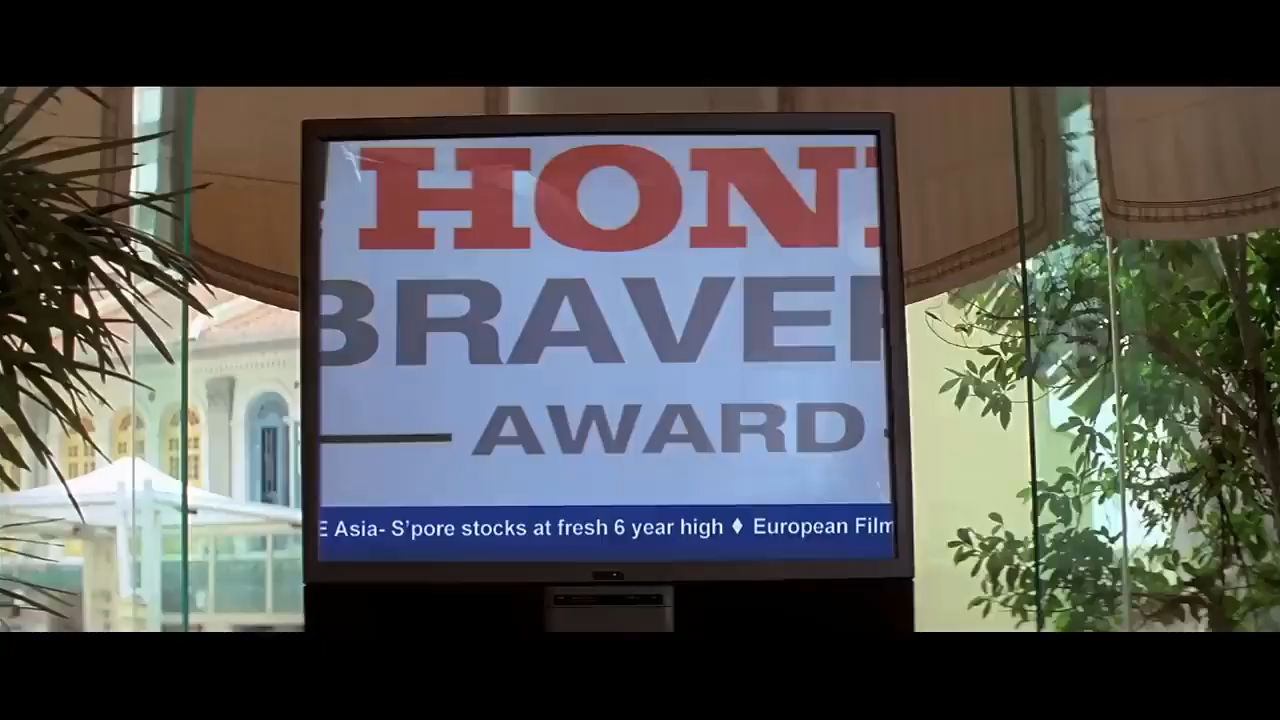 HON
BRAVE
AWARD
E Asia- S'pore stocks at fresh 6 year high ♦ European Film